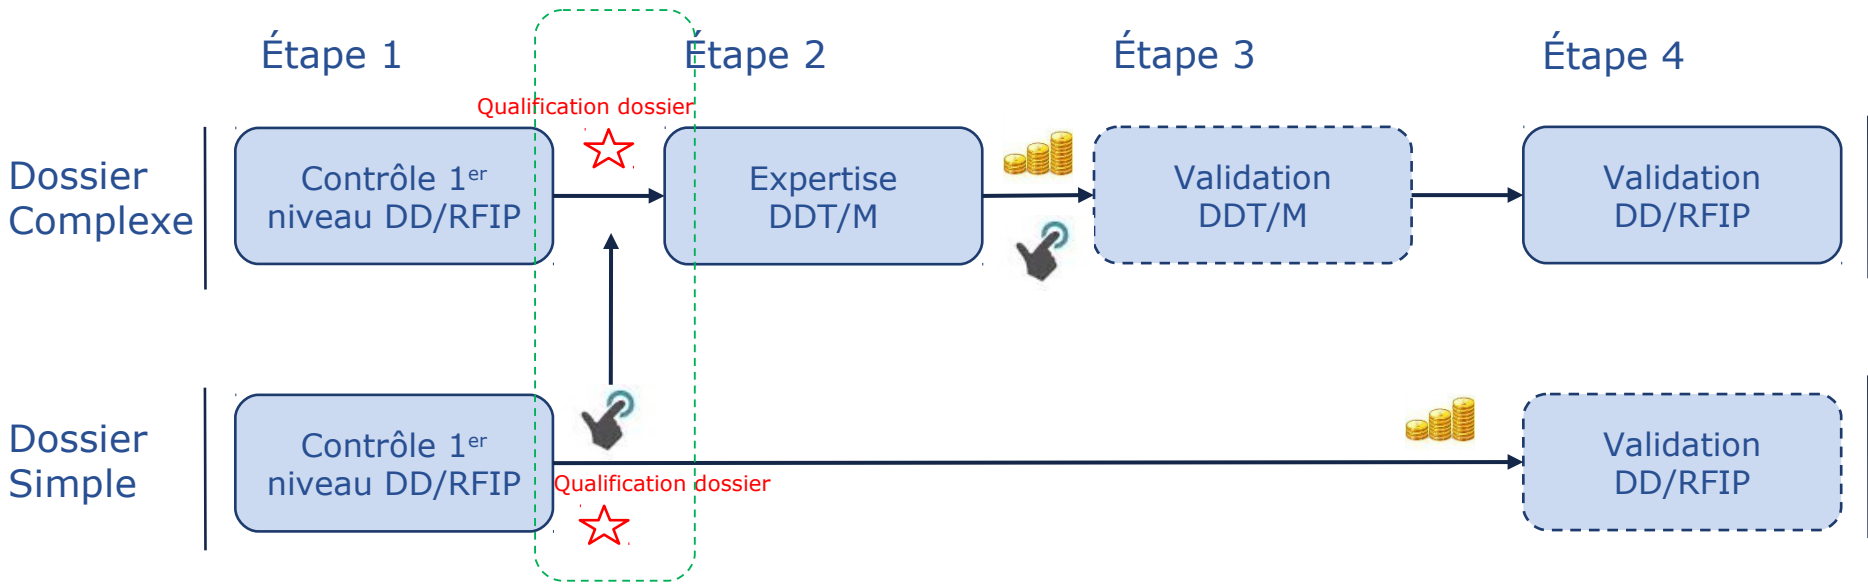 Étape 1
Étape 2
Étape 3
Étape 4
Qualification dossier
Dossier
Complexe
Contrôle 1er
niveau DD/RFIP
Expertise
DDT/M
Validation
DDT/M
Validation
DD/RFIP
Dossier
Simple
Contrôle 1er
niveau DD/RFIP
Qualification dossier
Validation
DD/RFIP